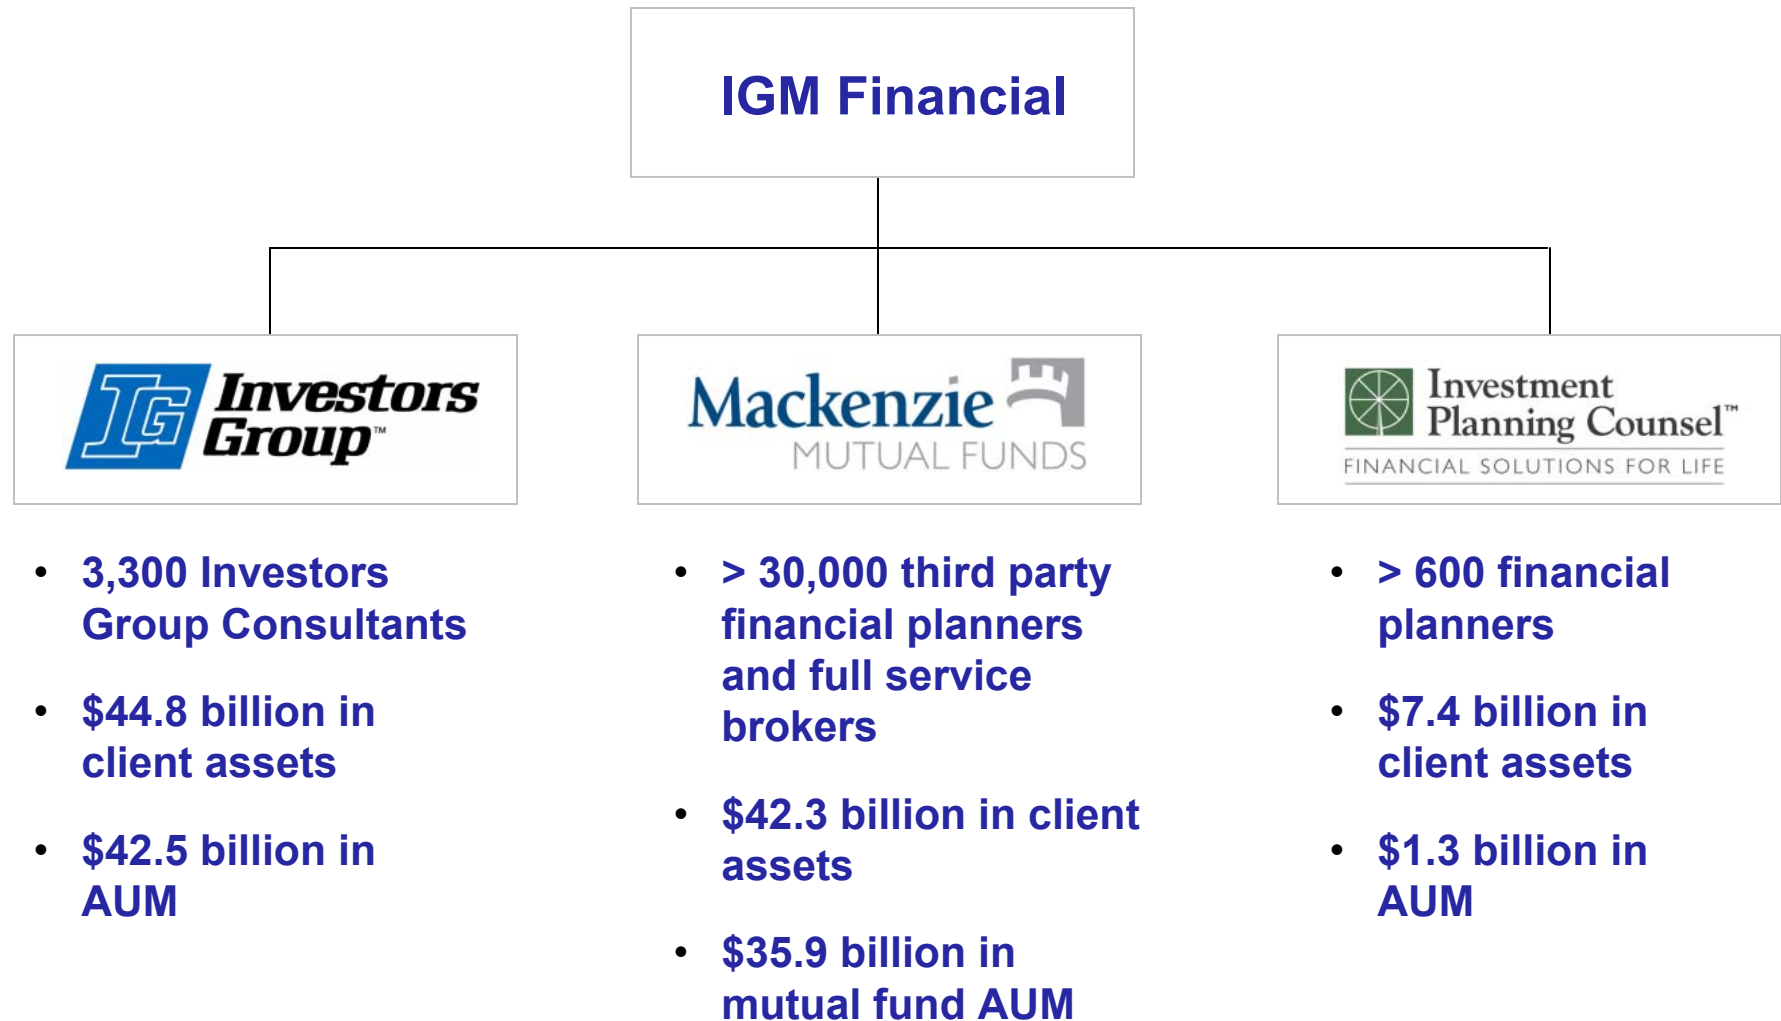 IGM Financial
IG Investors
Group™
Mackenzie
MUTUAL FUNDS
Investment
Planning Counsel™
FINANCIAL SOLUTIONS FOR LIFE
• 3,300 Investors
Group Consultants
• $44.8 billion in
client assets
• $42.5 billion in
AUM
• > 30,000 third party
financial planners
and full service
brokers
• $42.3 billion in client
assets
• $35.9 billion in
mutual fund AUM
• > 600 financial
planners
• $7.4 billion in
client assets
• $1.3 billion in
AUM